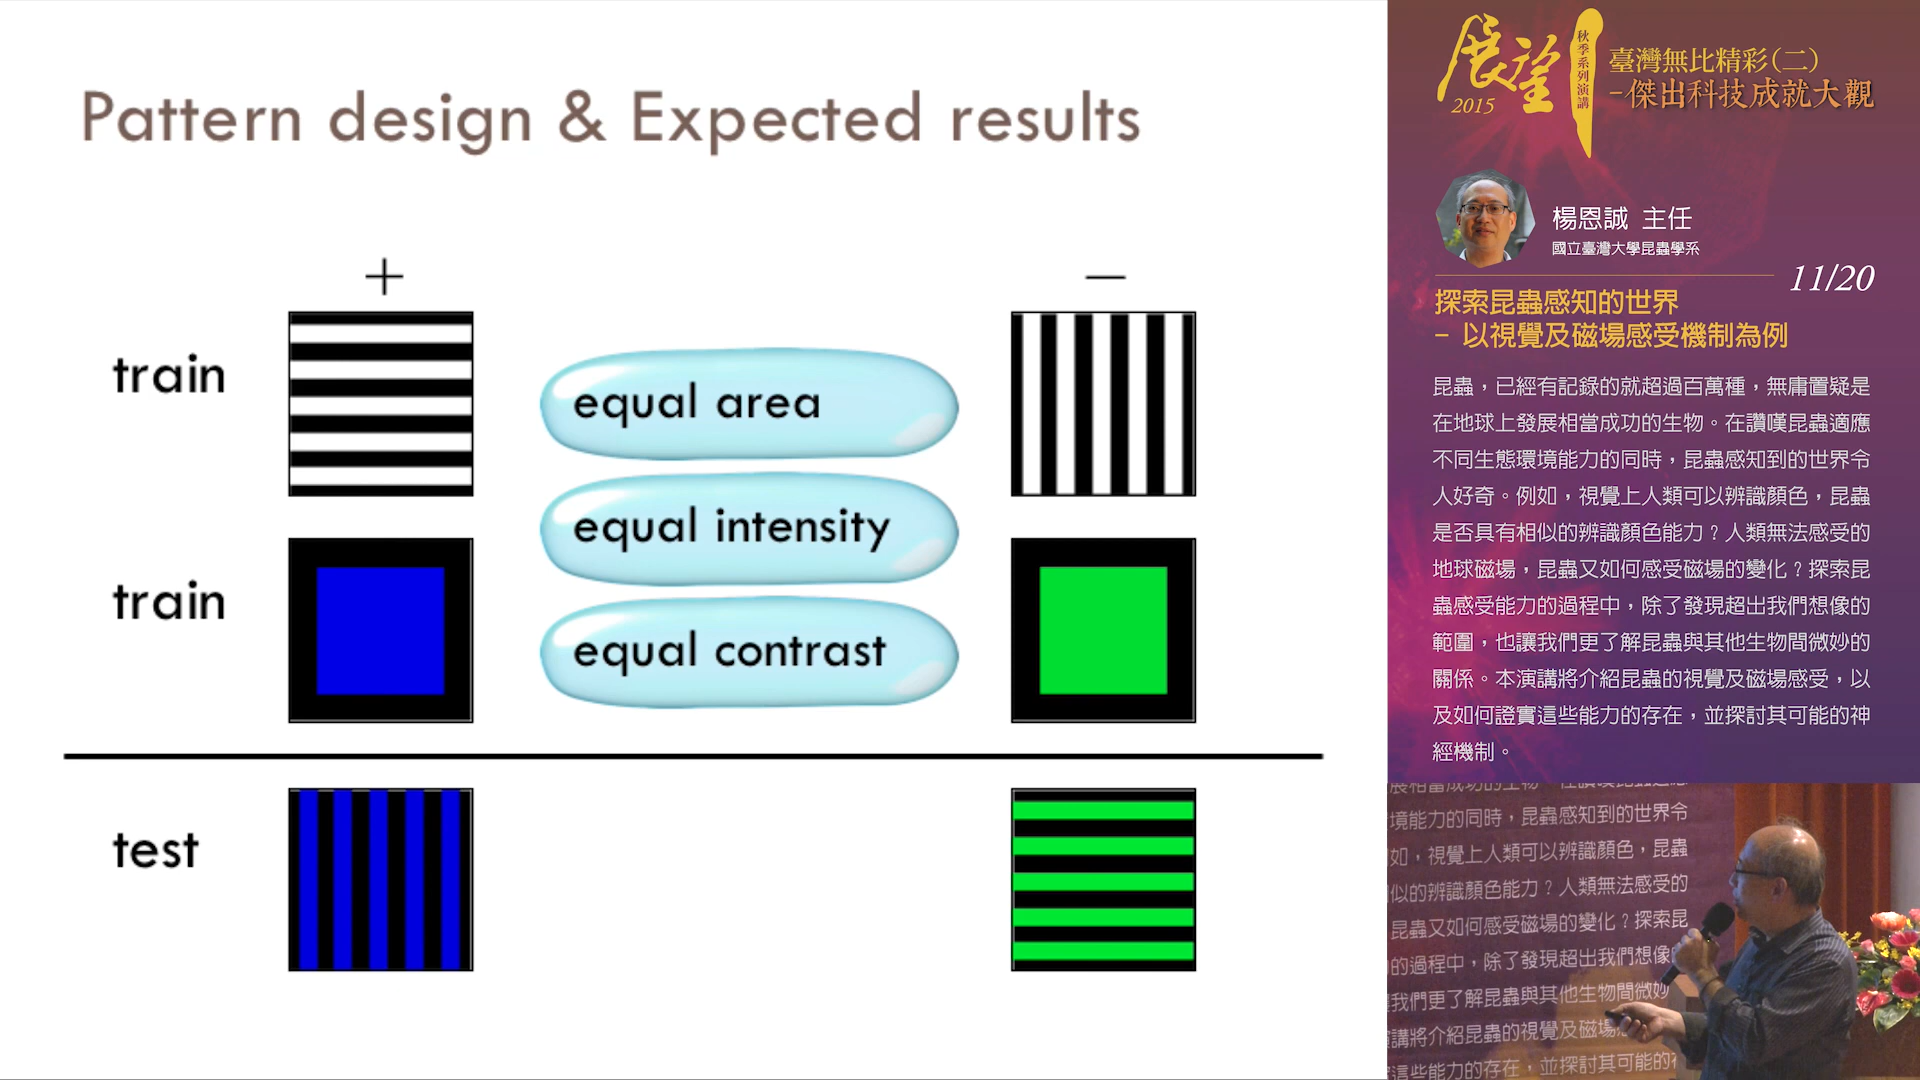 Pattern design & Expected results
+
−
train
equal area
equal intensity
train
equal contrast
test
展望
2015
秋季系列演講
臺灣無比精彩(二)
-傑出科技成就大觀
楊恩誠 主任
國立臺灣大學昆蟲學系
11/20
探索昆蟲感知的世界
- 以視覺及磁場感受機制為例
昆蟲，已經有記錄的就超過百萬種，無庸置疑是
在地球上發展相當成功的生物。在讚嘆昆蟲適應
不同生態環境能力的同時，昆蟲感知到的世界令
人好奇。例如，視覺上人類可以辨識顏色，昆蟲
是否具有相似的辨識顏色能力？人類無法感受的
地球磁場，昆蟲又如何感受磁場的變化？探索昆
蟲感受能力的過程中，除了發現超出我們想像的
範圍，也讓我們更了解昆蟲與其他生物間微妙的
關係。本演講將介紹昆蟲的視覺及磁場感受，以
及如何證實這些能力的存在，並探討其可能的神
經機制。
境能力的同時，昆蟲感知到的世界令
如，視覺上人類可以辨識顏色，昆蟲
似的辨識顏色能力？人類無法感受的
昆蟲又如何感受磁場的變化？探索昆
的過程中，除了發現超出我們想像
我們更了解昆蟲與其他生物間微妙
講將介紹昆蟲的視覺及磁場
這些能力的存在，並探討其可能的